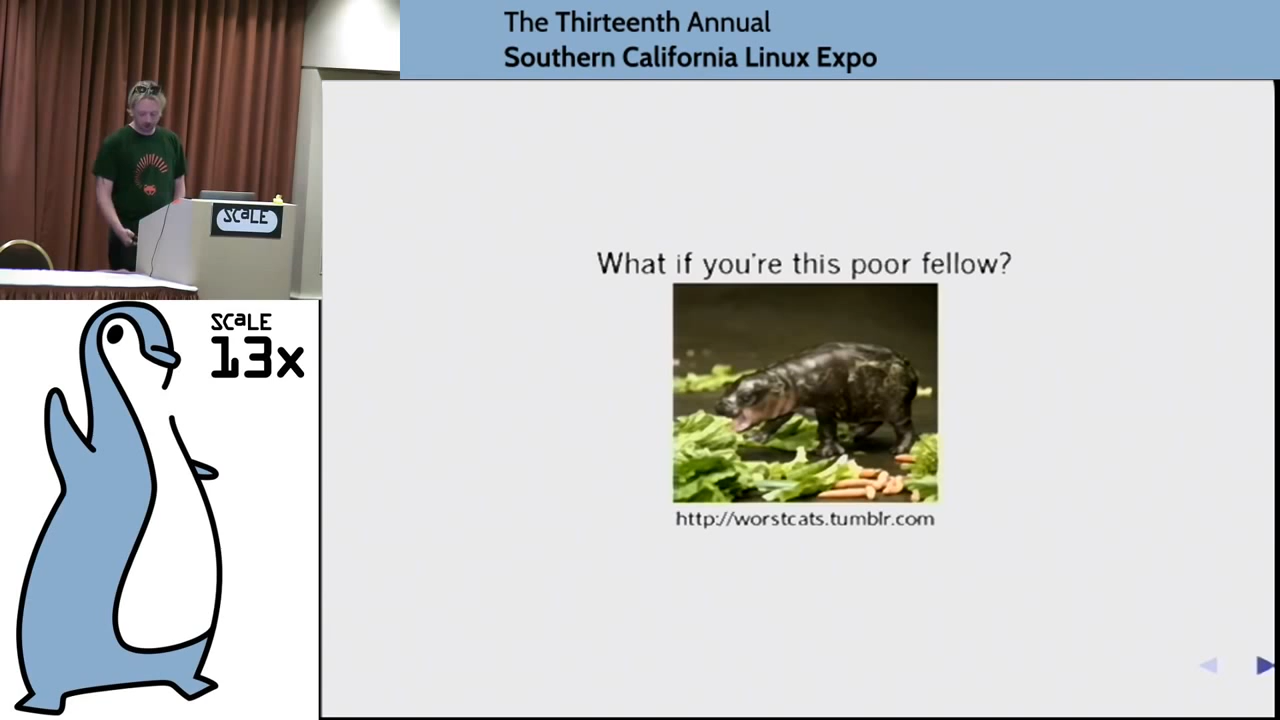 The Thirteenth Annual
Southern California Linux Expo
SCaLE
What if you're this poor fellow?
http://worstcats.tumblr.com
SCaLE
13x